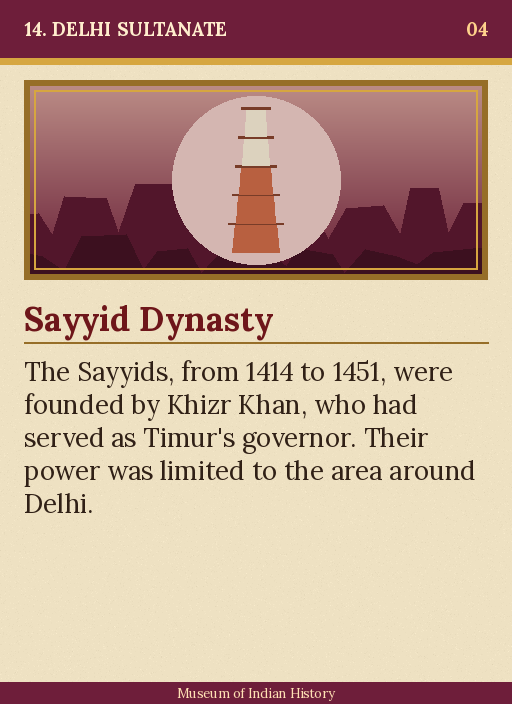 14. DELHI SULTANATE 04
Sayyid Dynasty
The Sayyids, from 1414 to 1451, were
founded by Khizr Khan, who had
served as Timur's governor. Their
power was limited to the area around
Delhi.
Museum of Indian History